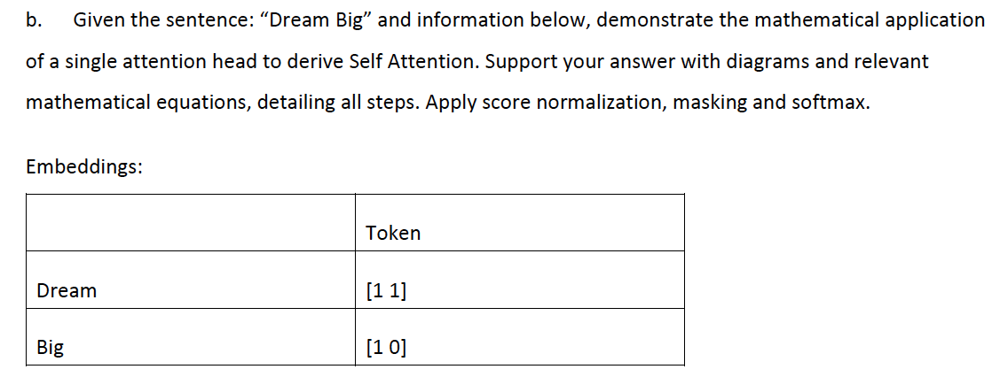 b. Given the sentence: “Dream Big” and information below, demonstrate the mathematical application
of a single attention head to derive Self Attention. Support your answer with diagrams and relevant
mathematical equations, detailing all steps. Apply score normalization, masking and softmax.
Embeddings:
Token
Dream [1 1]
Big [1 0]